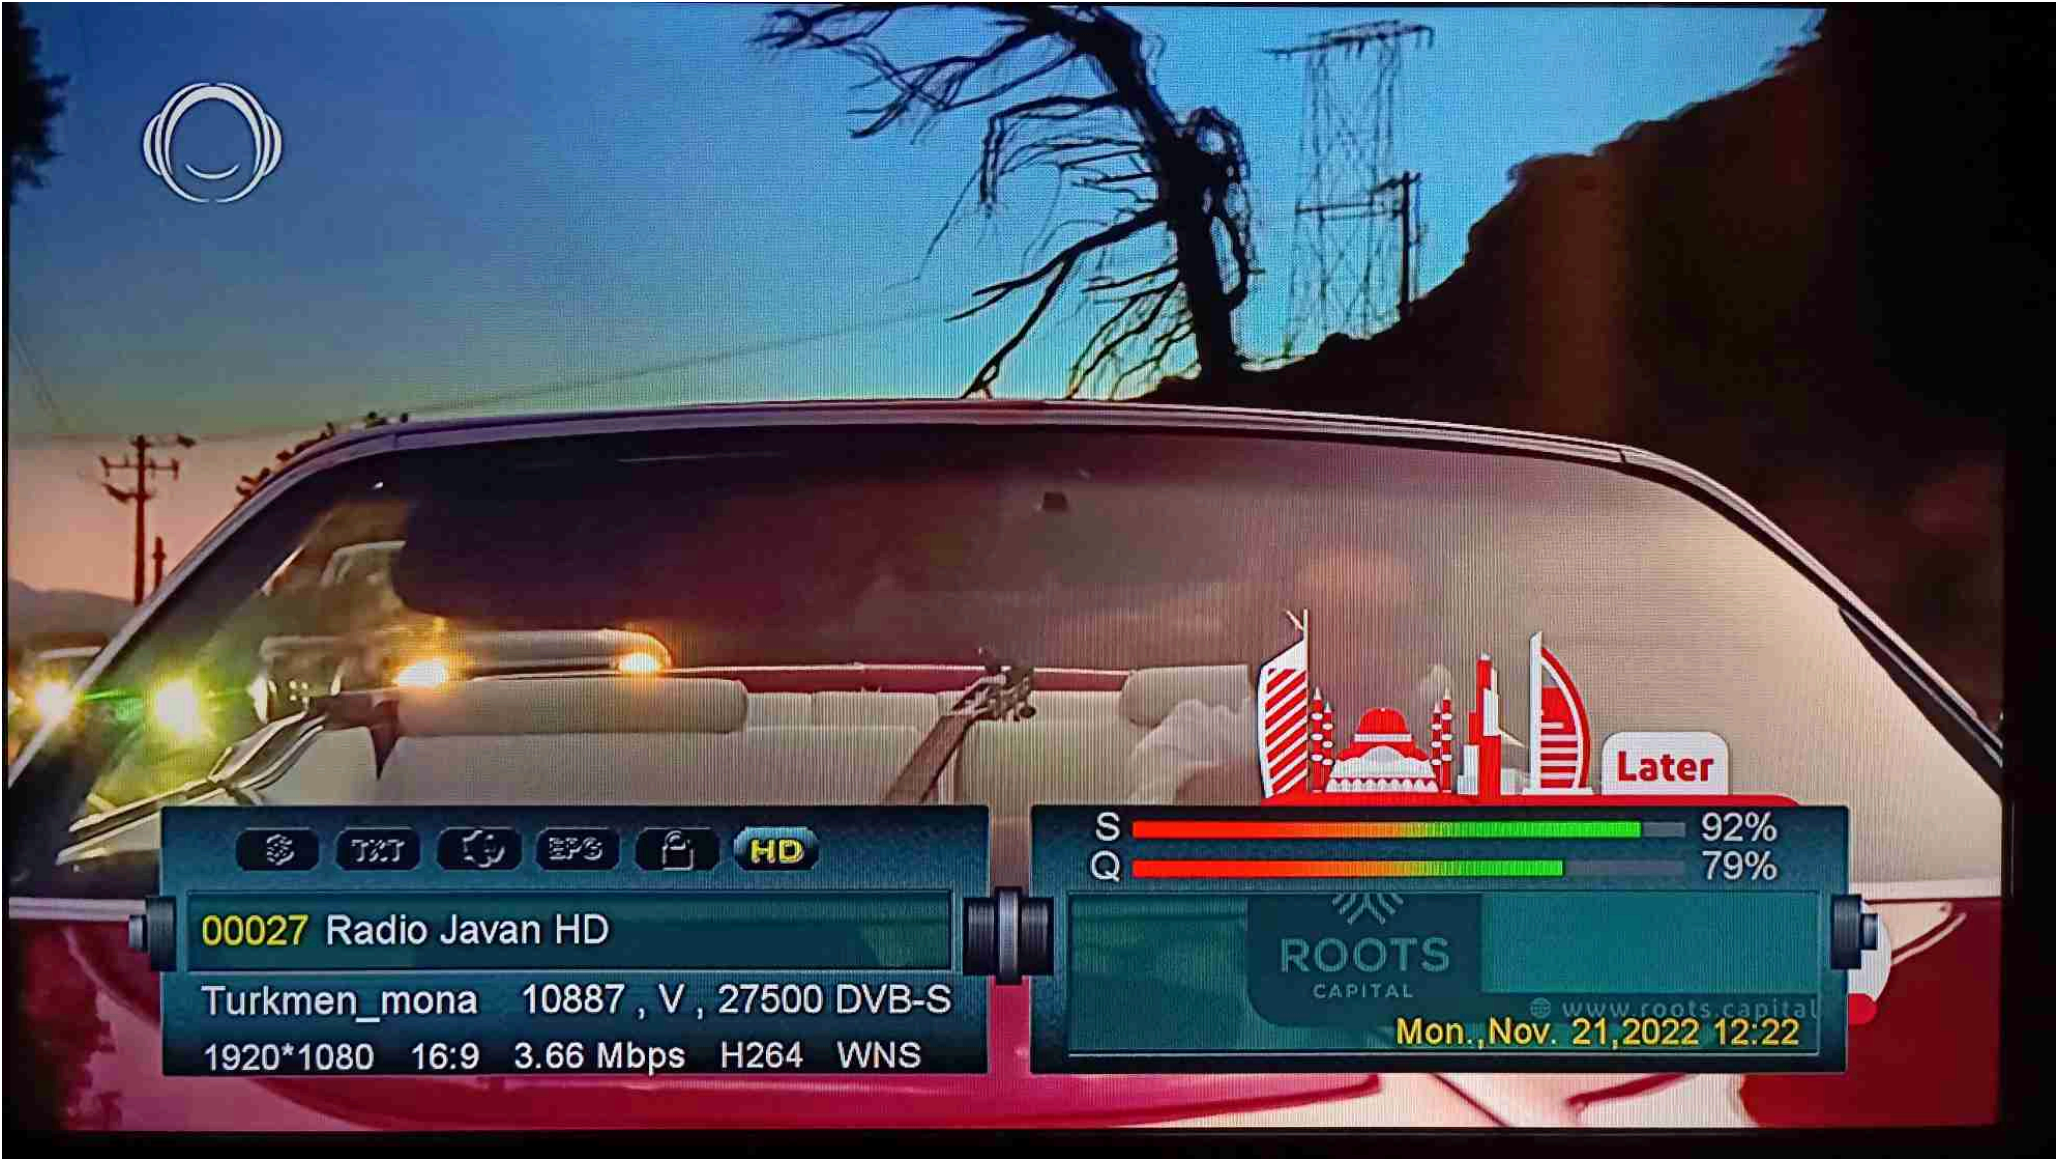 Later
TXT EPG HD
S 92%
Q 79%
00027 Radio Javan HD
Turkmen_mona 10887 , V , 27500 DVB-S
1920*1080 16:9 3.66 Mbps H264 WNS
ROOTS
CAPITAL
www.roots.capital
Mon.,Nov. 21,2022 12:22